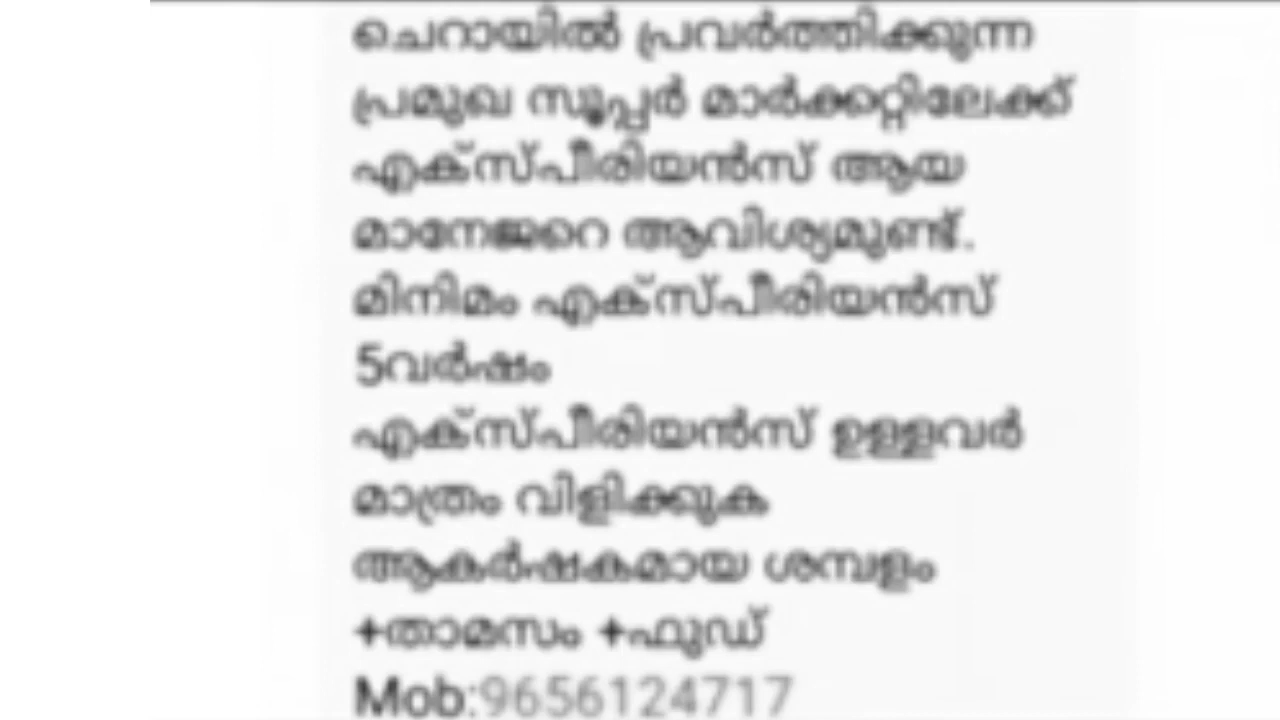 ചെറായിൽ പ്രവർത്തിക്കുന്ന
പ്രമുഖ സൂപ്പർ മാർക്കറ്റിലേക്ക്
എക്സ്പീരിയൻസ് ആയ
മാനേജറെ ആവിശ്യമുണ്ട്.
മിനിമം എക്സ്പീരിയൻസ്
5വർഷം
എക്സ്പീരിയൻസ് ഉള്ളവർ
മാത്രം വിളിക്കുക
ആകർഷകമായ ശമ്പളം
+താമസം +ഫുഡ്
Mob:9656124717